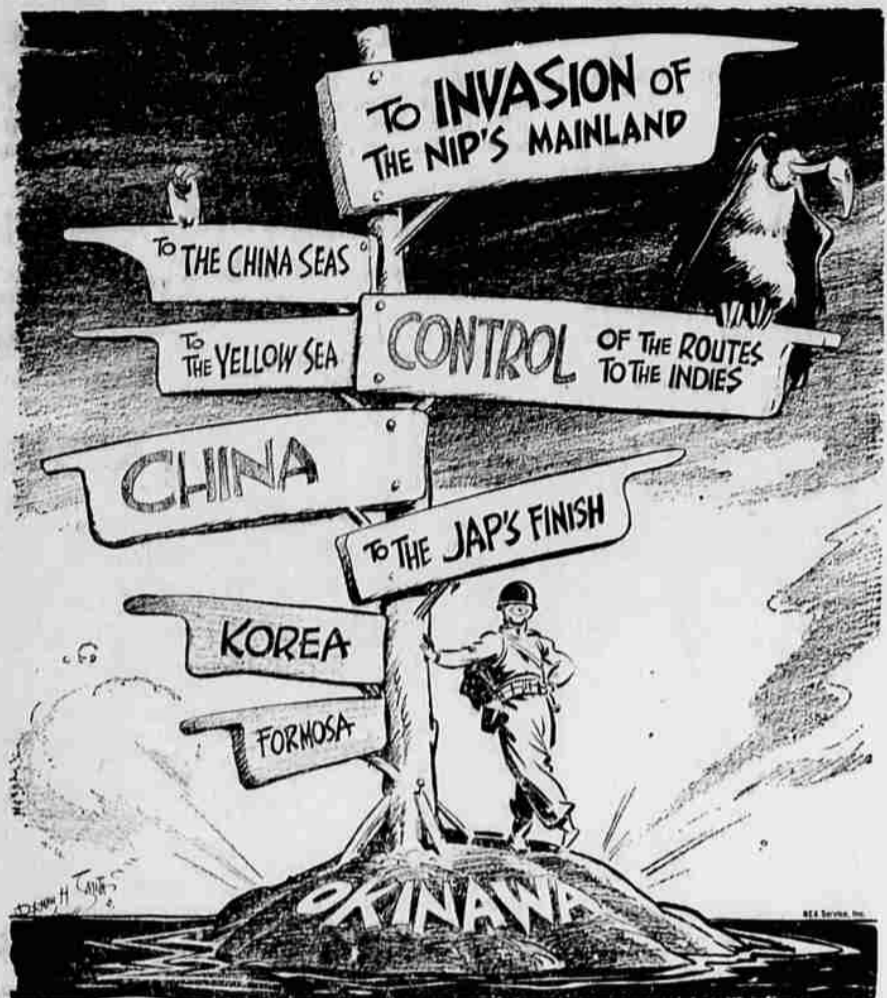 TO INVASION OF
THE NIP'S MAINLAND
TO THE CHINA SEAS
TO THE YELLOW SEA
CONTROL OF THE ROUTES
TO THE INDIES
CHINA
TO THE JAP'S FINISH
KOREA
FORMOSA
OKINAWA
NEA Service, Inc.